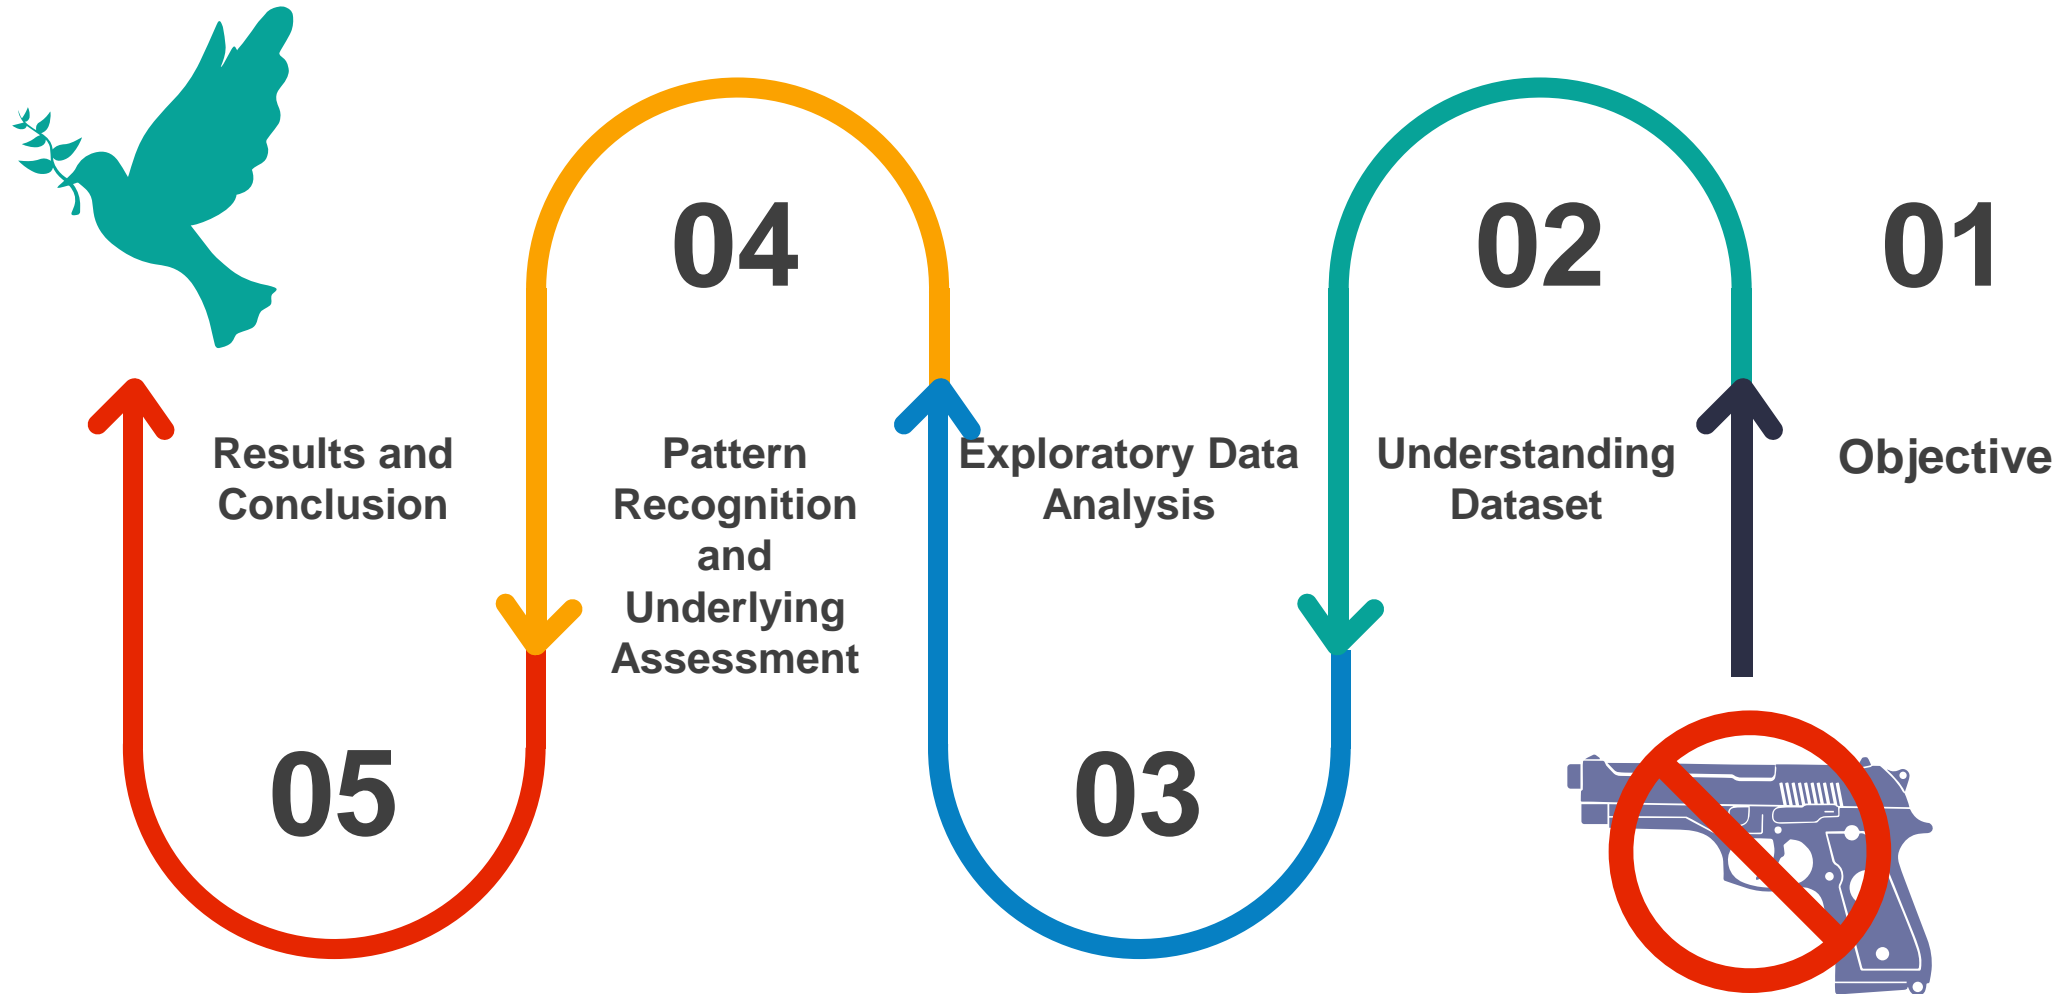 04
02
01
Results and
Conclusion
Pattern
Recognition
and
Underlying
Assessment
Exploratory Data
Analysis
Understanding
Dataset
Objective
05
03